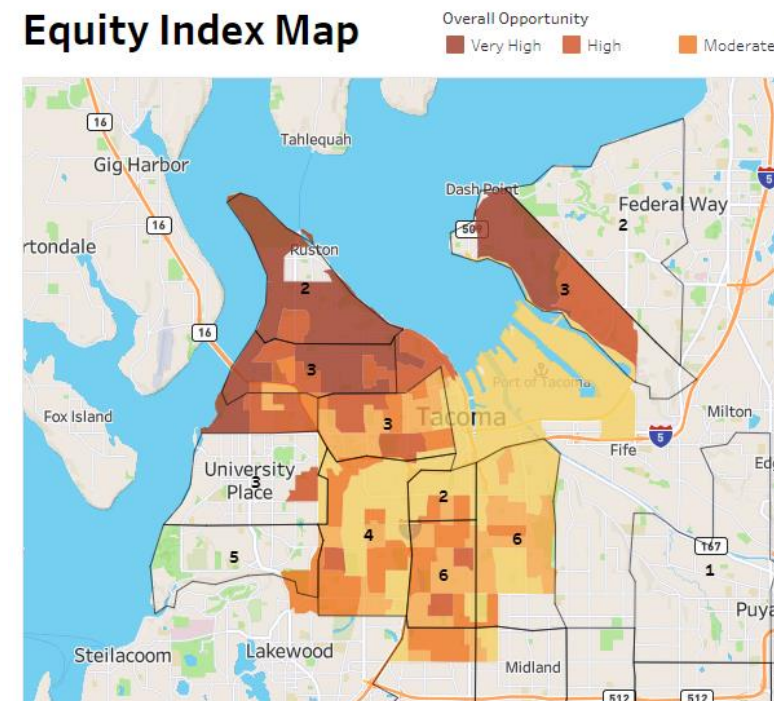 Equity Index Map
Overall Opportunity
Very High
High
Moderate
16
Tahlequah
Gig Harbor
5
Dash Point
Federal Way
2
16
509
rtondale
Ruston
2
3
16
3
Port of Tacoma
Fox Island
3
Tacoma
Milton
5
Fife
University
Place
3
Edg
2
4
6
167
5
6
1
Puya
Steilacoom
Lakewood
Midland
512
512